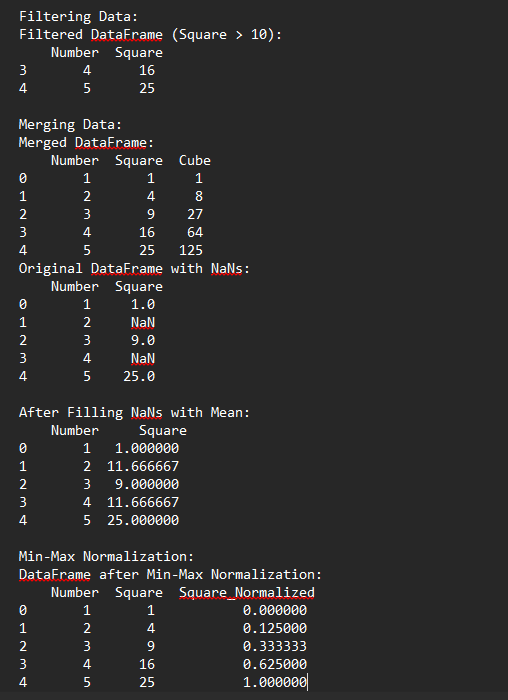 Filtering Data:
Filtered DataFrame (Square > 10):
    Number  Square
3       4      16
4       5      25

Merging Data:
Merged DataFrame:
    Number  Square  Cube
0       1       1     1
1       2       4     8
2       3       9    27
3       4      16    64
4       5      25   125
Original DataFrame with NaNs:
    Number  Square
0       1     1.0
1       2     NaN
2       3     9.0
3       4     NaN
4       5    25.0

After Filling NaNs with Mean:
    Number     Square
0       1   1.000000
1       2  11.666667
2       3   9.000000
3       4  11.666667
4       5  25.000000

Min-Max Normalization:
DataFrame after Min-Max Normalization:
    Number  Square  Square_Normalized
0       1       1           0.000000
1       2       4           0.125000
2       3       9           0.333333
3       4      16           0.625000
4       5      25           1.000000